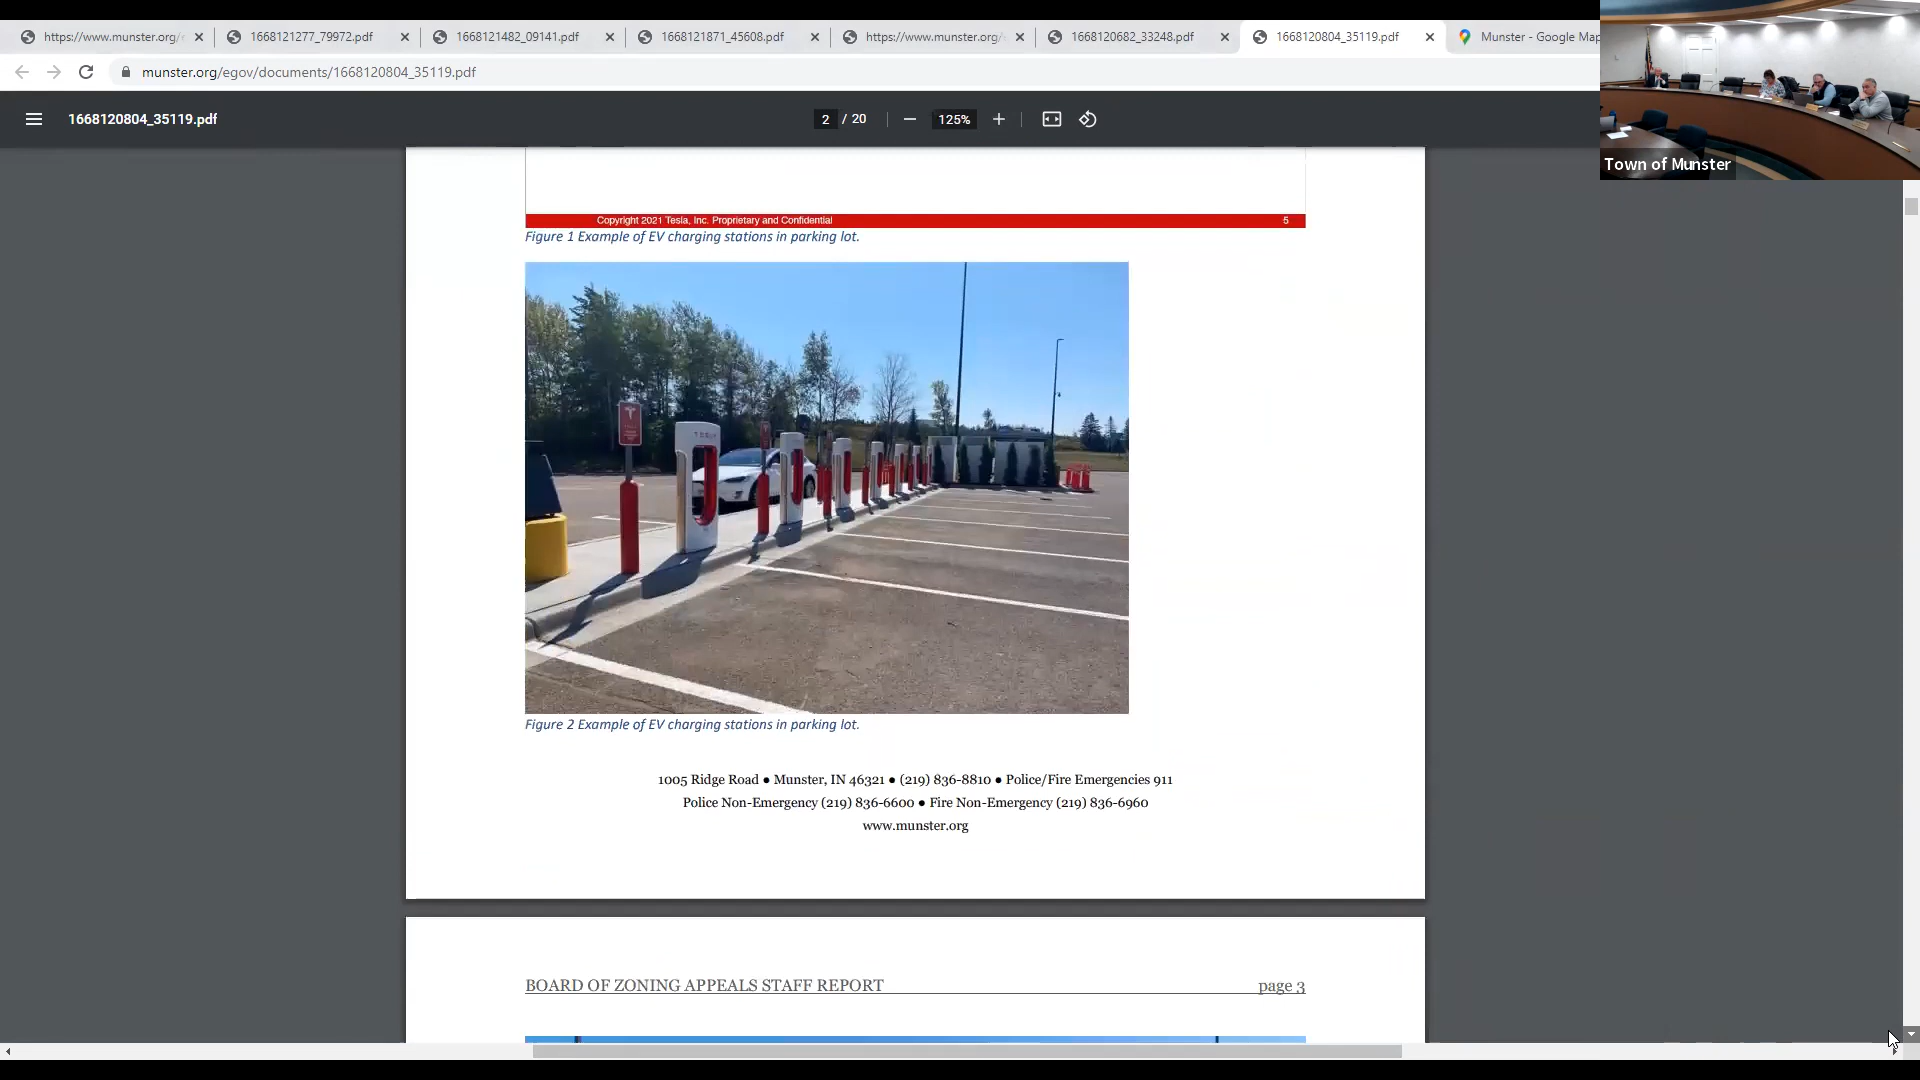 https://www.munster.org/
1668121277_79972.pdf
1668121482_09141.pdf
1668121871_45608.pdf
https://www.munster.org/
1668120682_33248.pdf
1668120804_35119.pdf
Munster - Google Map
munster.org/egov/documents/1668120804_35119.pdf
1668120804_35119.pdf
2 / 20
125%
Town of Munster
Copyright 2021 Tesla, Inc. Proprietary and Confidential 5
Figure 1 Example of EV charging stations in parking lot.
TESLA
Figure 2 Example of EV charging stations in parking lot.
1005 Ridge Road ● Munster, IN 46321 ● (219) 836-8810 ● Police/Fire Emergencies 911
Police Non-Emergency (219) 836-6600 ● Fire Non-Emergency (219) 836-6960
www.munster.org
BOARD OF ZONING APPEALS STAFF REPORT page 3